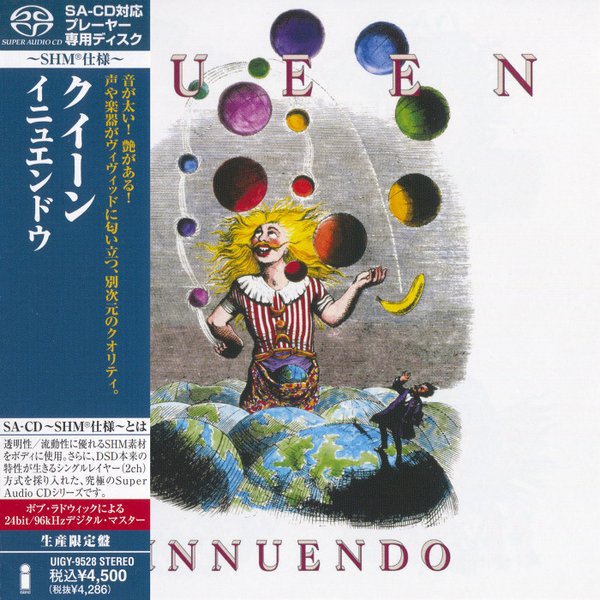 SUPER AUDIO CD
SA-CD対応
プレーヤー
専用ディスク
～SHM®仕様～
クイーン
イニュエンドウ
音が太い！艶がある！
声や楽器がヴィヴィッドに匂い立つ、別次元のクオリティ。
SA-CD～SHM®仕様～とは
透明性／流動性に優れるSHM素材
をボディに使用。さらに、DSD本来の
特性が生きるシングルレイヤー(2ch)
方式を採り入れた、究極のSuper
Audio CDシリーズです。
ボブ・ラドウィックによる
24bit/96kHzデジタル・マスター
生産限定盤
UIGY-9528 STEREO
税込¥4,500
(税抜¥4,286)
UEEN
INNUENDO